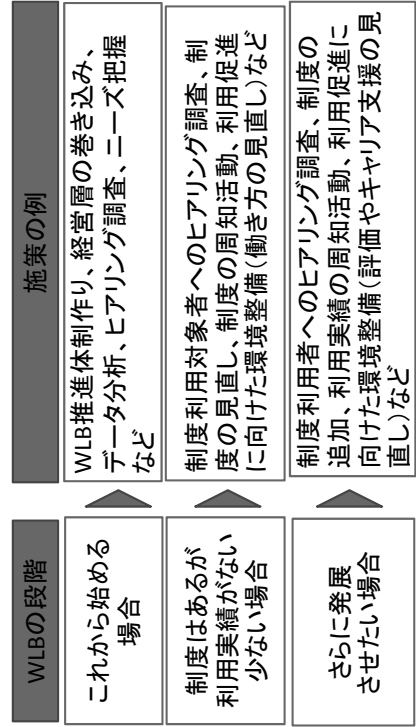 WLBの段階
施策の例
これから始める
場合
WLB推進体制作り、経営層の巻き込み、
データ分析、ヒアリング調査、ニーズ把握
など
制度はあるが
利用実績がない
少ない場合
制度利用対象者へのヒアリング調査、制
度の見直し、制度の周知活動、利用促進
に向けた環境整備(働き方の見直し)など
さらに発展
させたい場合
制度利用者へのヒアリング調査、制度の
追加、利用実績の周知活動、利用促進に
向けた環境整備(評価やキャリア支援の見
直し)など